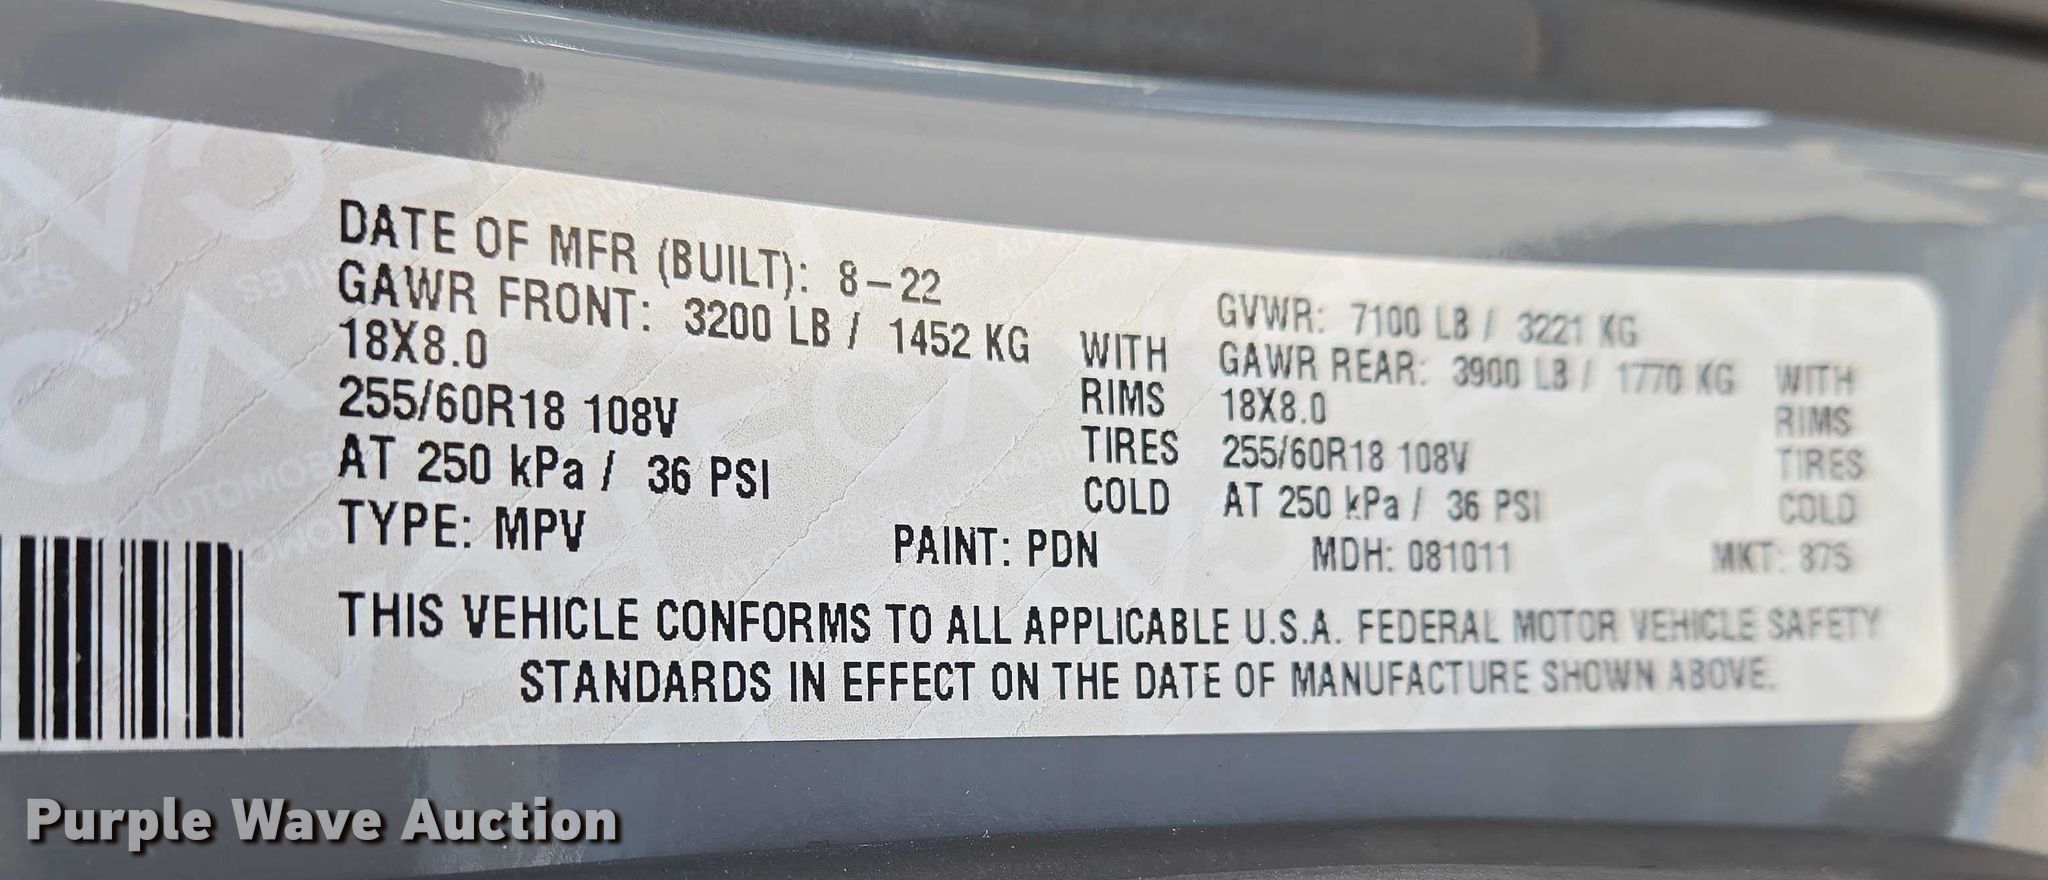 DATE OF MFR (BUILT): 8-22
GVWR: 7100 LB / 3221 KG
GAWR FRONT: 3200 LB / 1452 KG WITH
18X8.0 RIMS
255/60R18 108V TIRES
AT 250 kPa / 36 PSI COLD
GAWR REAR: 3900 LB / 1770 KG WITH
18X8.0 RIMS
255/60R18 108V TIRES
AT 250 kPa / 36 PSI COLD
TYPE: MPV PAINT: PDN MDH: 081011 MKT: 875
THIS VEHICLE CONFORMS TO ALL APPLICABLE U.S.A. FEDERAL MOTOR VEHICLE SAFETY
STANDARDS IN EFFECT ON THE DATE OF MANUFACTURE SHOWN ABOVE.
Purple Wave Auction